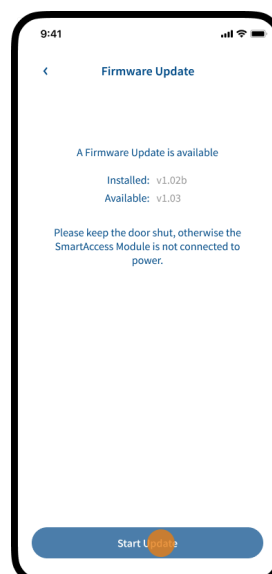 9:41
Firmware Update
A Firmware Update is available
Installed: v1.02b
Available: v1.03
Please keep the door shut, otherwise the
SmartAccess Module is not connected to
power.
Start Update